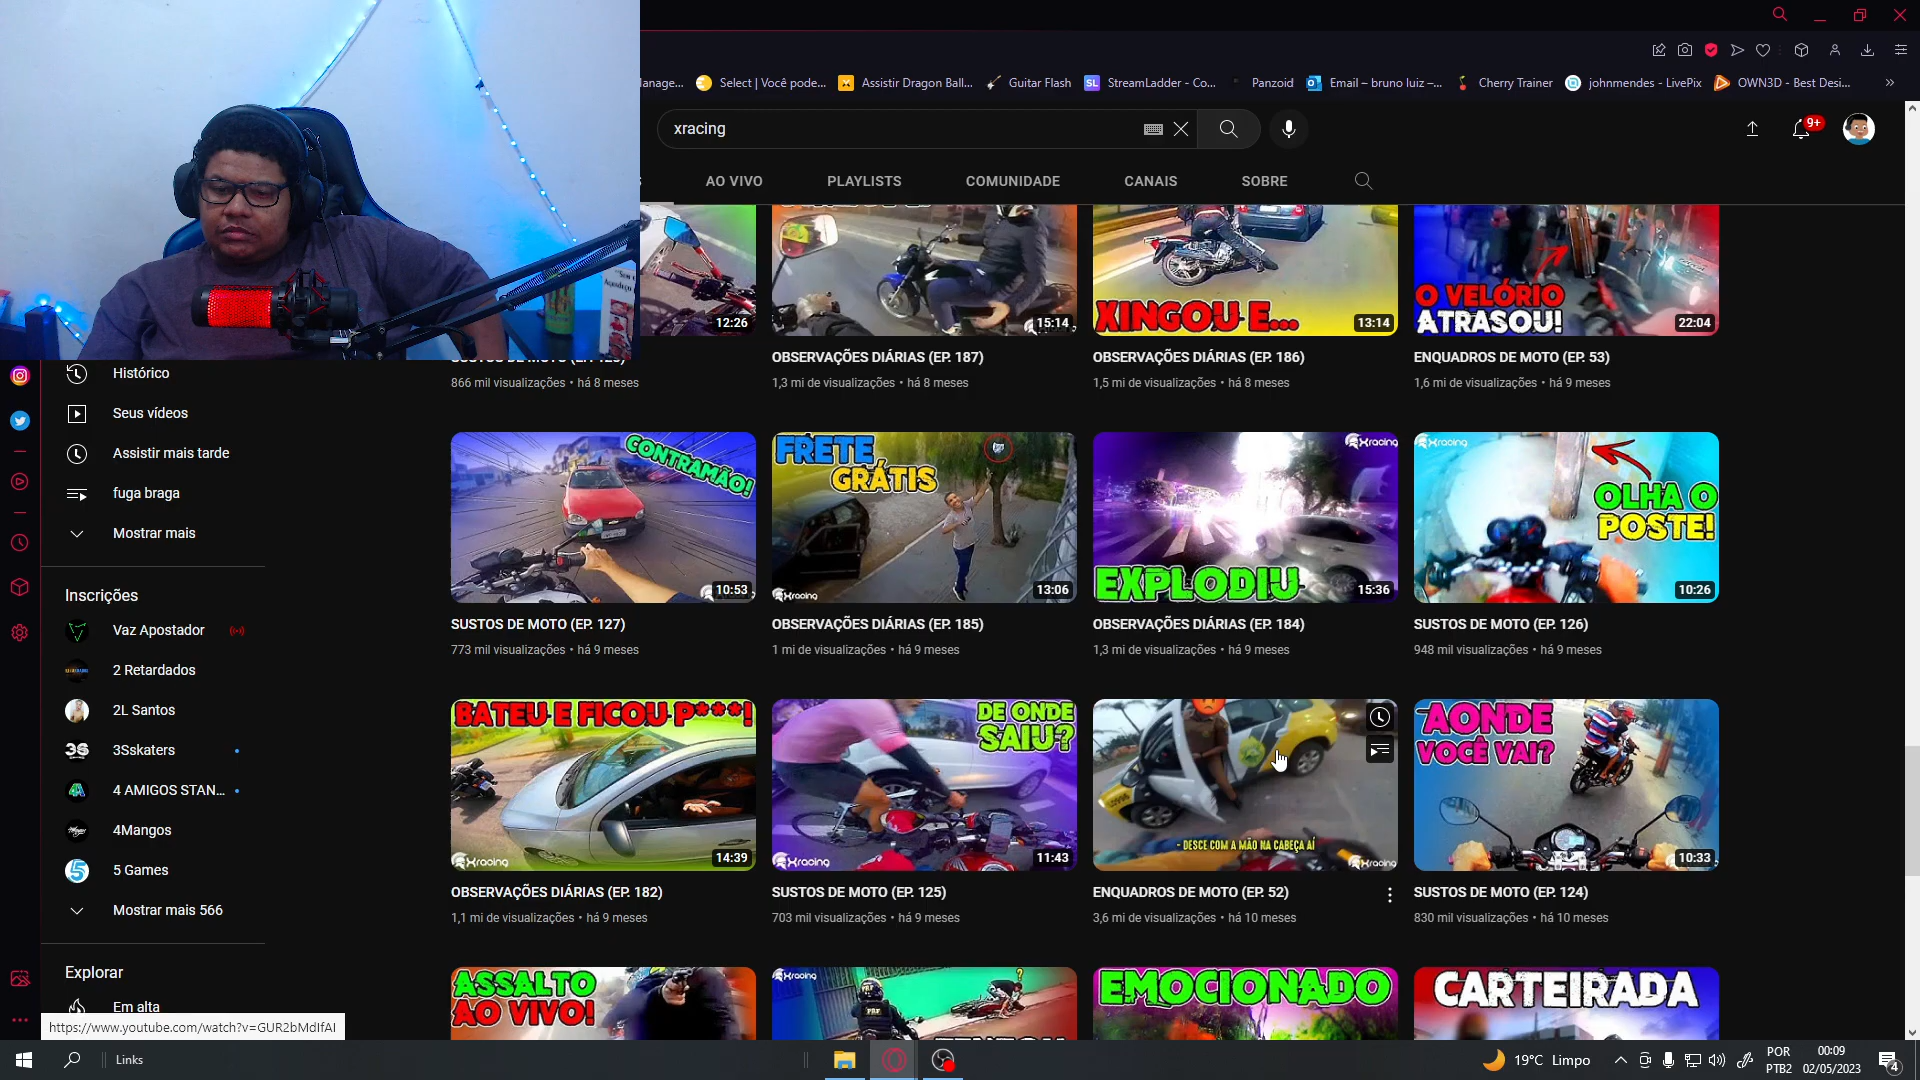 anage...
Select | Você pode...
Assistir Dragon Ball...
Guitar Flash
SL
StreamLadder - Co...
Panzoid
Email – bruno luiz –...
Cherry Trainer
johnmendes - LivePix
OWN3D - Best Desi...
xracing
9+
AO VIVO
PLAYLISTS
COMUNIDADE
CANAIS
SOBRE
12:26
15:14
XINGOU E...
13:14
O VELÓRIO
ATRASOU!
22:04
OBSERVAÇÕES DIÁRIAS (EP. 187)
OBSERVAÇÕES DIÁRIAS (EP. 186)
ENQUADROS DE MOTO (EP. 53)
866 mil visualizações • há 8 meses
1,3 mi de visualizações • há 8 meses
1,5 mi de visualizações • há 8 meses
1,6 mi de visualizações • há 9 meses
Histórico
Seus vídeos
Assistir mais tarde
fuga braga
Mostrar mais
CONTRAMÃO!
10:53
FRETE
GRÁTIS
Xracing
13:06
Xracing
EXPLODIU
15:36
Xracing
OLHA O
POSTE!
10:26
SUSTOS DE MOTO (EP. 127)
OBSERVAÇÕES DIÁRIAS (EP. 185)
OBSERVAÇÕES DIÁRIAS (EP. 184)
SUSTOS DE MOTO (EP. 126)
773 mil visualizações • há 9 meses
1 mi de visualizações • há 9 meses
1,3 mi de visualizações • há 9 meses
948 mil visualizações • há 9 meses
Inscrições
Vaz Apostador
2 Retardados
2L Santos
3Sskaters
4 AMIGOS STAN...
4Mangos
5 Games
Mostrar mais 566
BATEU E FICOU P***!
Xracing
14:39
DE ONDE
SAIU?
Xracing
11:43
- DESCE COM A MÃO NA CABEÇA AÍ
Xracing
AONDE
VOCÊ VAI?
10:33
OBSERVAÇÕES DIÁRIAS (EP. 182)
SUSTOS DE MOTO (EP. 125)
ENQUADROS DE MOTO (EP. 52)
SUSTOS DE MOTO (EP. 124)
1,1 mi de visualizações • há 9 meses
703 mil visualizações • há 9 meses
3,6 mi de visualizações • há 10 meses
830 mil visualizações • há 10 meses
Explorar
Em alta
ASSALTO
AO VIVO!
Xracing
PRF
EMOCIONADO
CARTEIRADA
https://www.youtube.com/watch?v=GUR2bMdIfAI
Links
19°C Limpo
POR
PTB2
00:09
02/05/2023
4